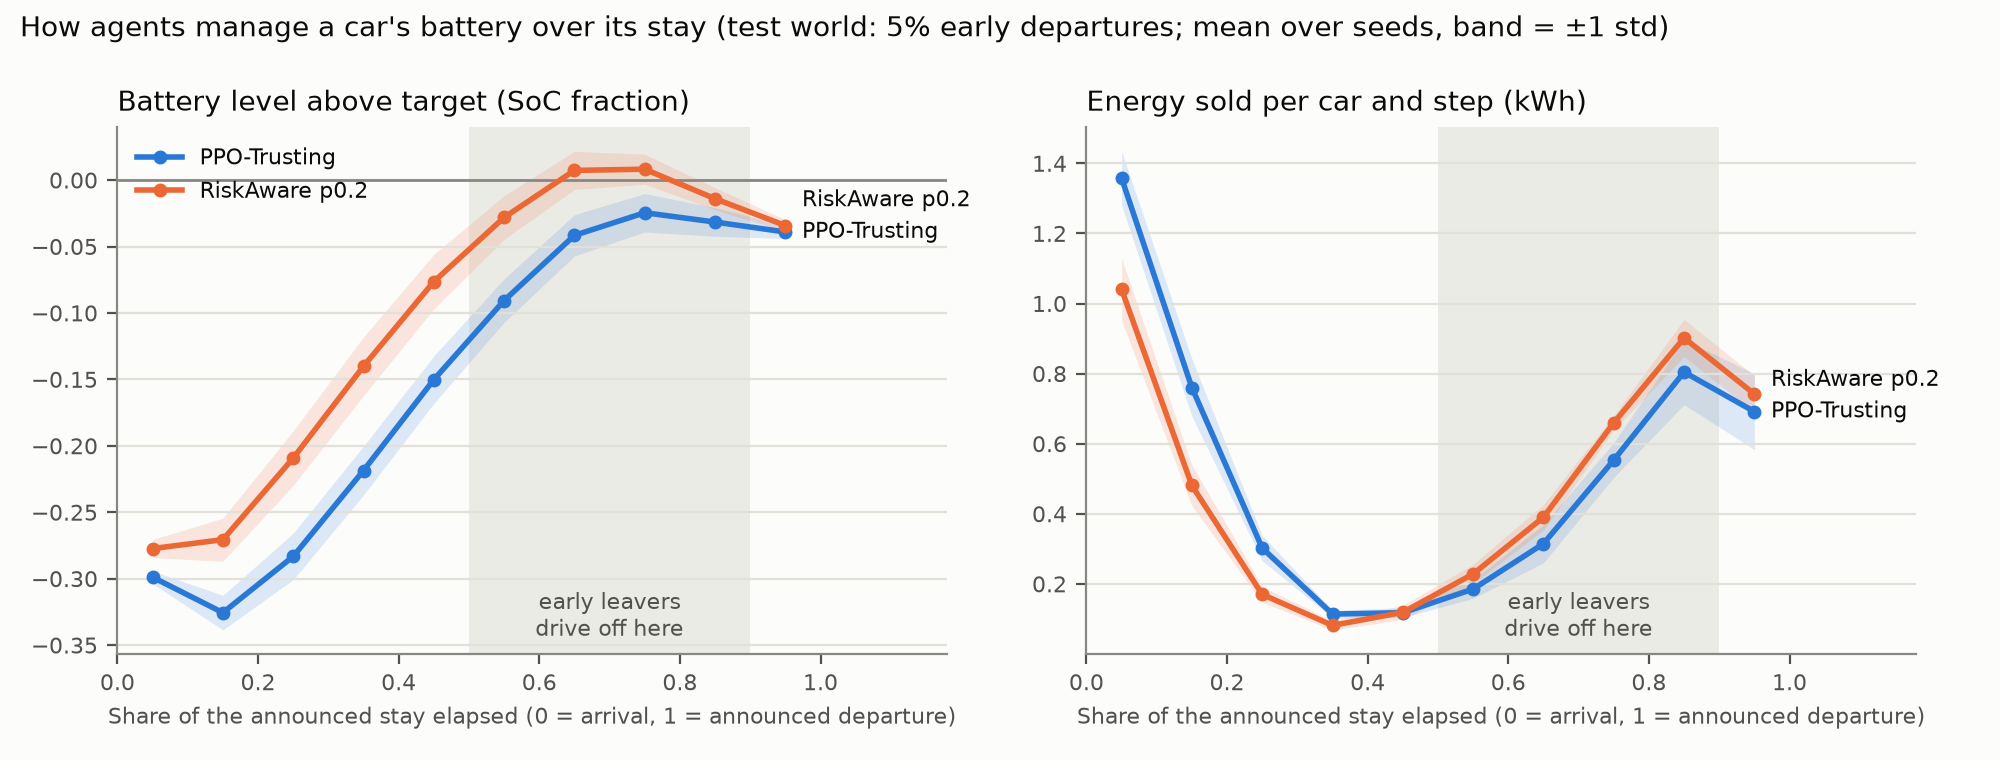 How agents manage a car's battery over its stay (test world: 5% early departures; mean over seeds, band = ±1 std)
Battery level above target (SoC fraction)
PPO-Trusting
RiskAware p0.2
0.00
−0.05
−0.10
−0.15
−0.20
−0.25
−0.30
−0.35
RiskAware p0.2
PPO-Trusting
early leavers
drive off here
0.0 0.2 0.4 0.6 0.8 1.0
Share of the announced stay elapsed (0 = arrival, 1 = announced departure)
Energy sold per car and step (kWh)
1.4
1.2
1.0
0.8
0.6
0.4
0.2
RiskAware p0.2
PPO-Trusting
early leavers
drive off here
0.0 0.2 0.4 0.6 0.8 1.0
Share of the announced stay elapsed (0 = arrival, 1 = announced departure)